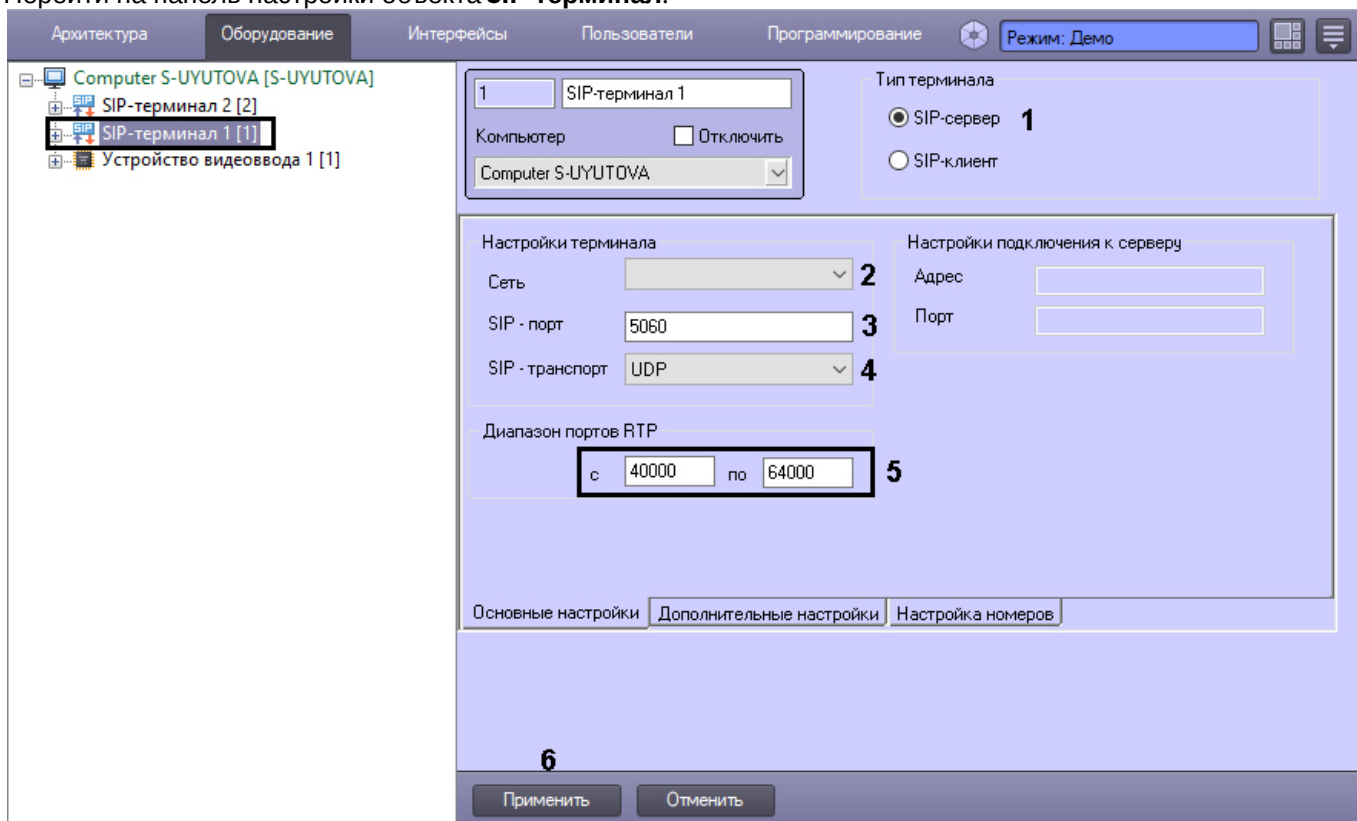 Перейти на панель настройки объекта SIP-терминал.
Архитектура Оборудование Интерфейсы Пользователи Программирование Режим: Демо
Computer S-UYUTOVA [S-UYUTOVA]
SIP-терминал 2 [2]
SIP-терминал 1 [1]
Устройство видеоввода 1 [1]
1 SIP-терминал 1
Компьютер Отключить
Computer S-UYUTOVA
Тип терминала
SIP-сервер 1
SIP-клиент
Настройки терминала
Сеть 2
SIP - порт 5060 3
SIP - транспорт UDP 4
Настройки подключения к серверу
Адрес
Порт
Диапазон портов RTP
с 40000 по 64000 5
Основные настройки Дополнительные настройки Настройка номеров
6
Применить Отменить